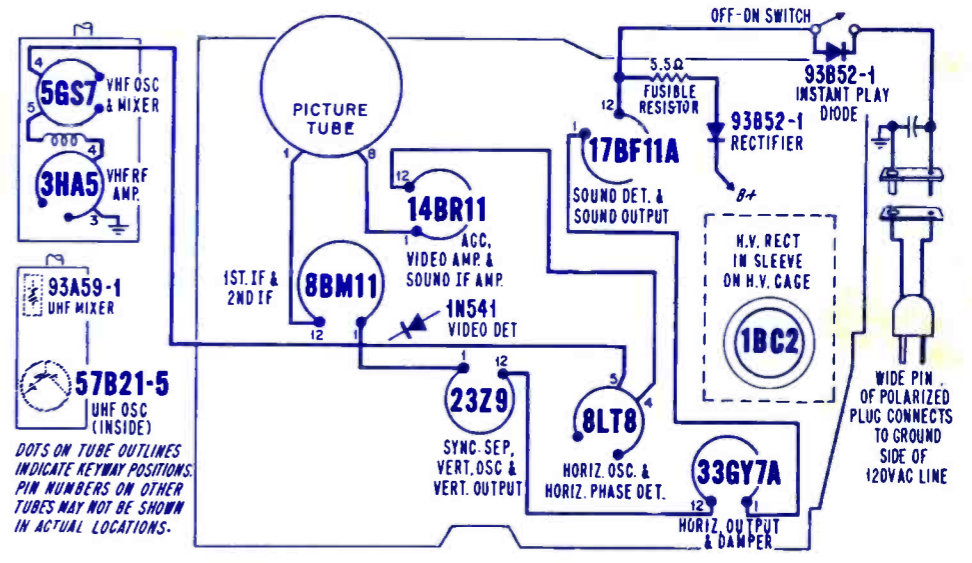 OFF-ON SWITCH
93B52-1
INSTANT PLAY
DIODE
5.5Ω
FUSIBLE
RESISTOR
93B52-1
RECTIFIER
B+
4
5GS7
VHF OSC
& MIXER
5
4
3HA5
VHF RF
AMP.
3
PICTURE
TUBE
1
8
12
14BR11
1
AGC,
VIDEO AMP. &
SOUND IF AMP.
12
1
17BF11A
SOUND DET. &
SOUND OUTPUT
H.V. RECT
IN SLEEVE
ON H.V. CAGE
1BC2
93A59-1
UHF MIXER
57B21-5
UHF OSC
(INSIDE)
1ST. IF &
2ND IF
8BM11
12
1
1N541
VIDEO DET
1
12
23Z9
SYNC. SEP,
VERT. OSC &
VERT. OUTPUT
5
4
8LT8
HORIZ. OSC. &
HORIZ. PHASE DET.
33GY7A
12
1
HORIZ. OUTPUT
& DAMPER
WIDE PIN
OF POLARIZED
PLUG CONNECTS
TO GROUND
SIDE OF
120VAC LINE
DOTS ON TUBE OUTLINES
INDICATE KEYWAY POSITIONS.
PIN NUMBERS ON OTHER
TUBES MAY NOT BE SHOWN
IN ACTUAL LOCATIONS.